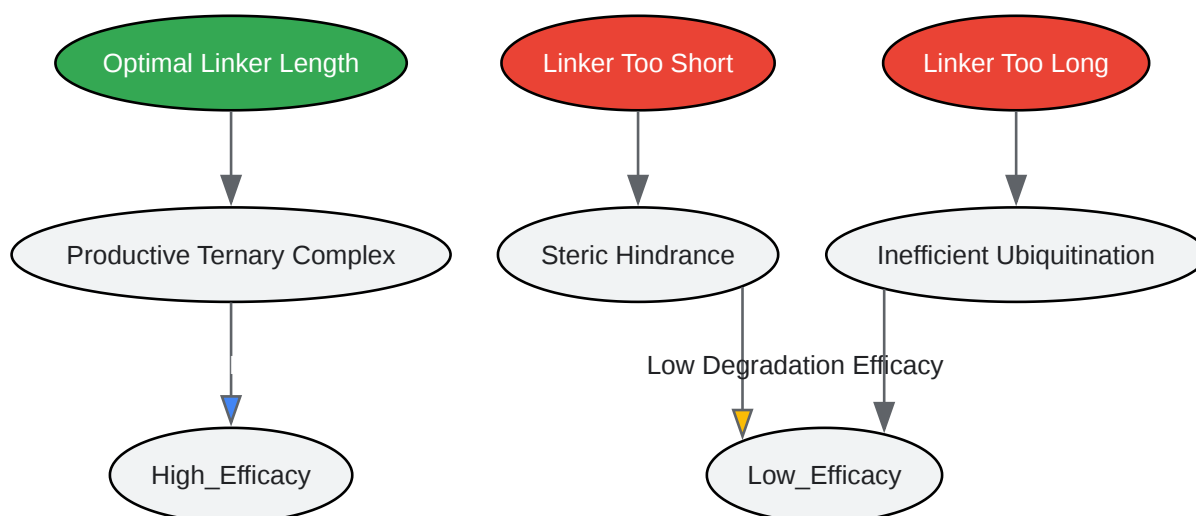 Optimal Linker Length
Linker Too Short
Linker Too Long
Productive Ternary Complex
Steric Hindrance
Inefficient Ubiquitination
Low Degradation Efficacy
High_Efficacy
Low_Efficacy